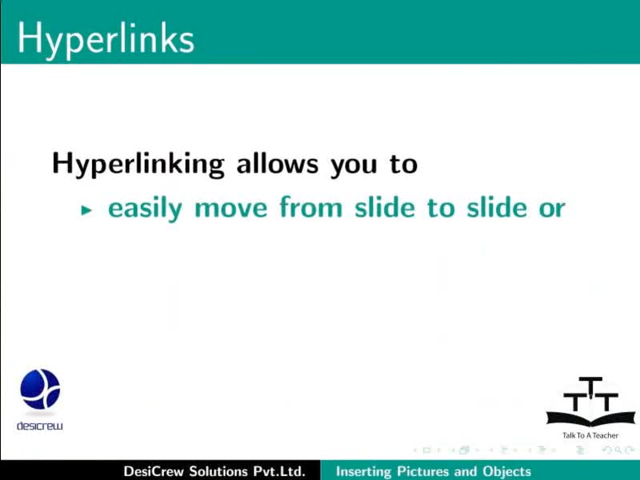 Hyperlinks
Hyperlinking allows you to
easily move from slide to slide or
desicrew
TTT
Talk To A Teacher
DesiCrew Solutions Pvt.Ltd.
Inserting Pictures and Objects